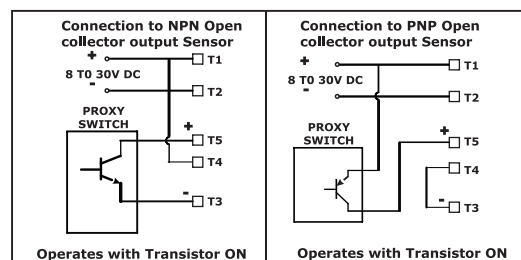 Connection to NPN Open
collector output Sensor
+
8 T0 30V DC
-
T1
T2
PROXY
SWITCH
+
T5
T4
-
T3
Operates with Transistor ON
Connection to PNP Open
collector output Sensor
+
8 T0 30V DC
-
T1
T2
PROXY
SWITCH
+
T5
T4
-
T3
Operates with Transistor ON